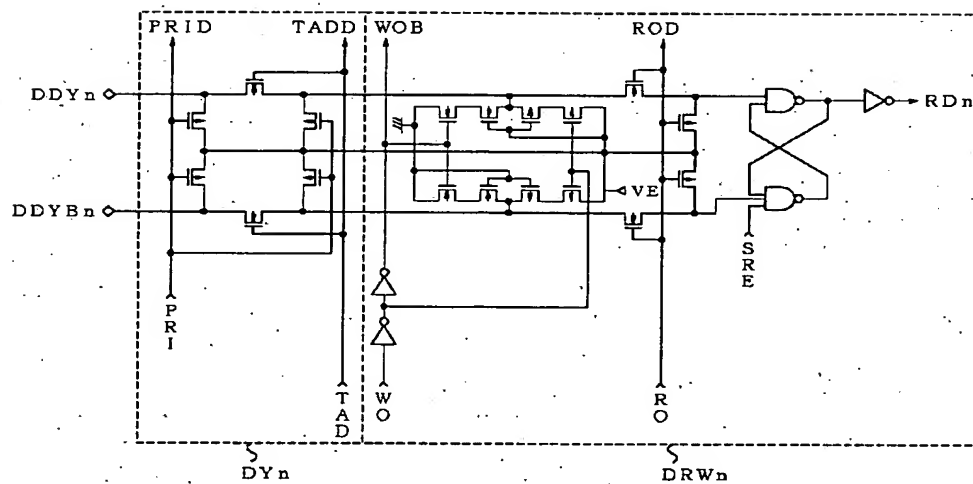 PRID TADD WOB ROD
DDYn
RDn
VE
DDYBn
SRE
PRI
TAD
WO
RO
DYn
DRWn